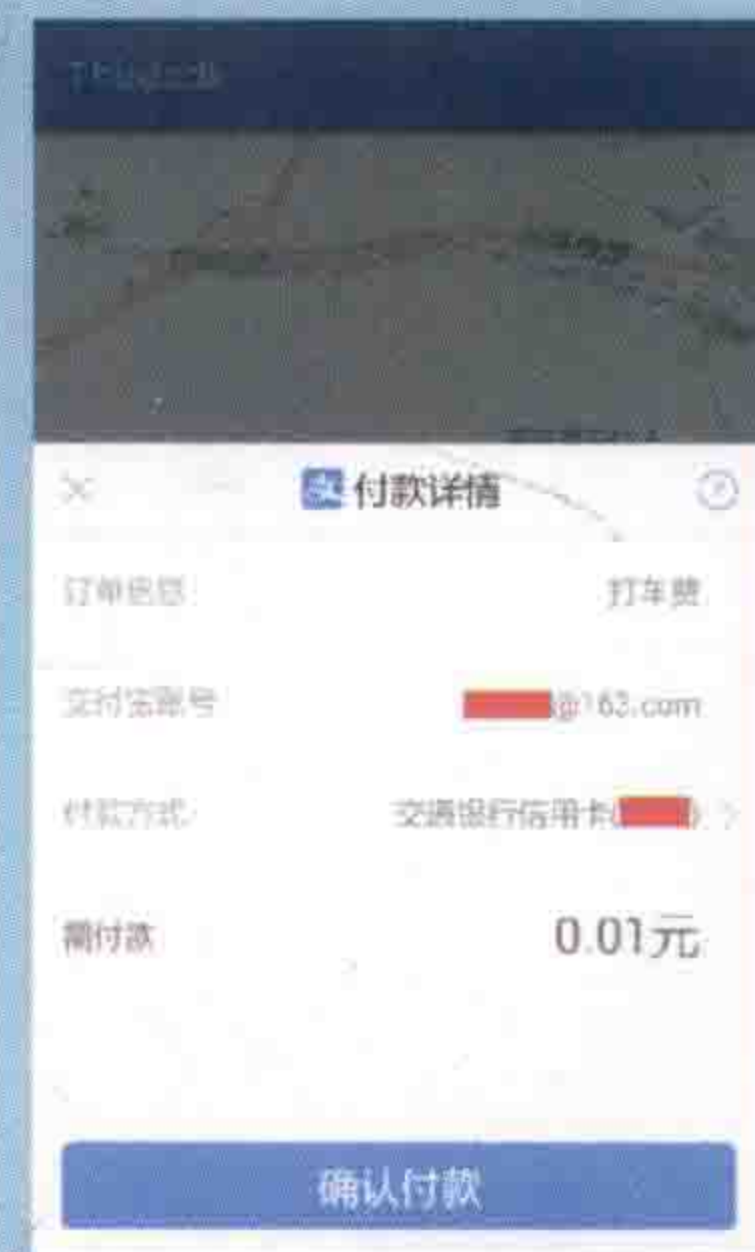 付款详情
订单信息 打车费
支付宝账号 @163.com
付款方式 交通银行信用卡(
需付款 0.01元
确认付款